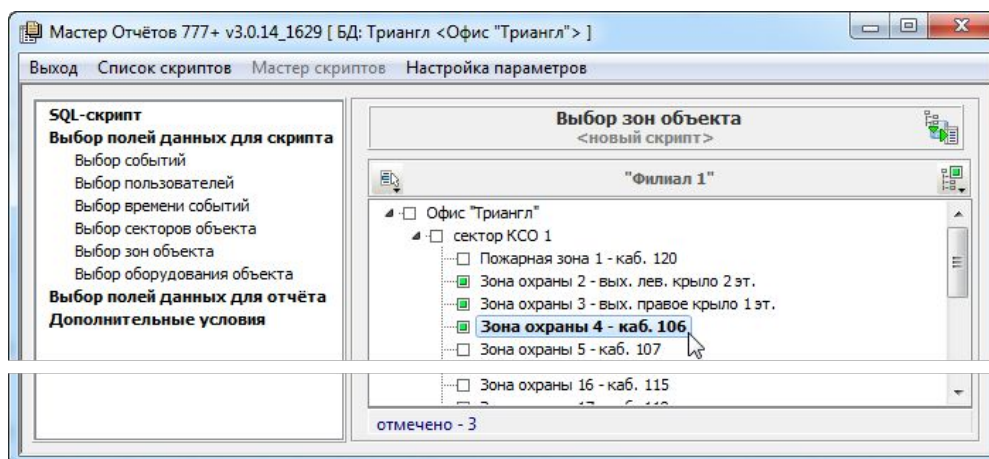 Мастер Отчётов 777+ v3.0.14_1629 [ БД: Триангл <Офис "Триангл"> ]
Выход Список скриптов Мастер скриптов Настройка параметров
SQL-скрипт
Выбор полей данных для скрипта
Выбор событий
Выбор пользователей
Выбор времени событий
Выбор секторов объекта
Выбор зон объекта
Выбор оборудования объекта
Выбор полей данных для отчёта
Дополнительные условия
Выбор зон объекта
<новый скрипт>
"Филиал 1"
Офис "Триангл"
сектор КСО 1
Пожарная зона 1 - каб. 120
Зона охраны 2 - вых. лев. крыло 2 эт.
Зона охраны 3 - вых. правое крыло 1 эт.
Зона охраны 4 - каб. 106
Зона охраны 5 - каб. 107
Зона охраны 16 - каб. 115
отмечено - 3